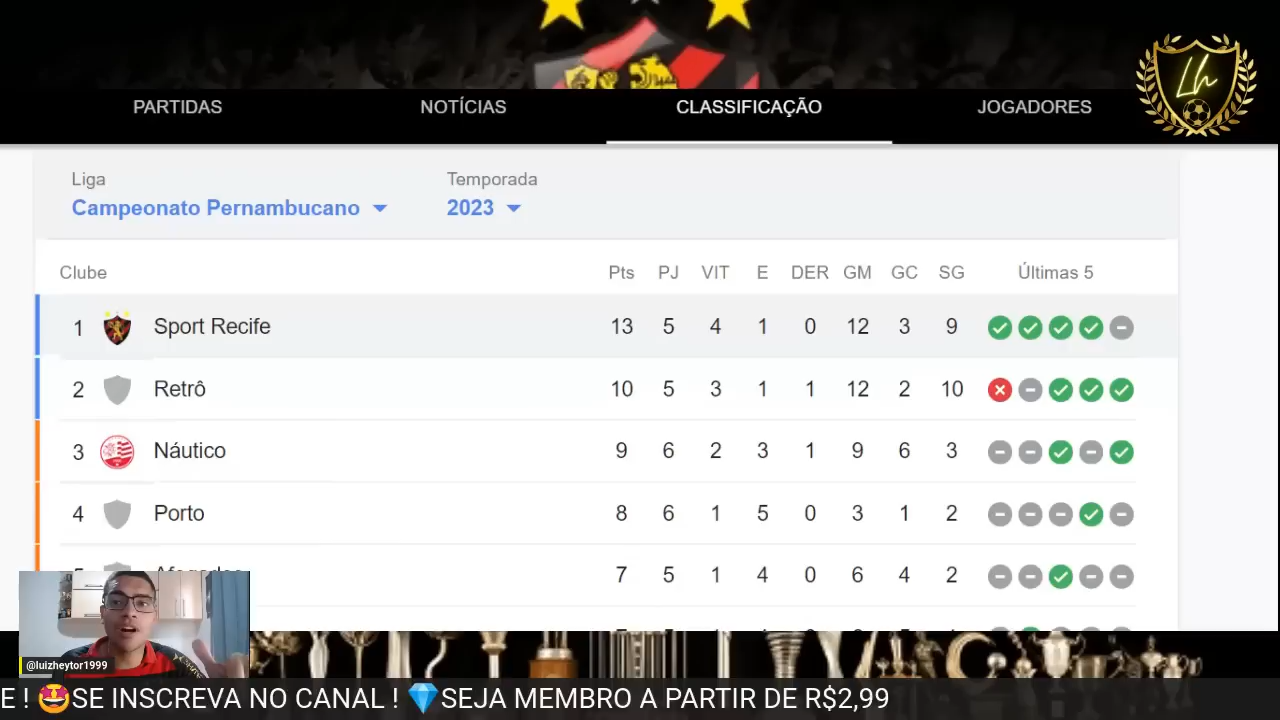 PARTIDAS NOTÍCIAS CLASSIFICAÇÃO JOGADORES
Lh
Liga Temporada
Campeonato Pernambucano 2023
Clube Pts PJ VIT E DER GM GC SG Últimas 5
1 Sport Recife 13 5 4 1 0 12 3 9
2 Retrô 10 5 3 1 1 12 2 10
3 Náutico 9 6 2 3 1 9 6 3
4 Porto 8 6 1 5 0 3 1 2
7 5 1 4 0 6 4 2
@luizheytor1999
E ! 🤩SE INSCREVA NO CANAL ! 💎SEJA MEMBRO A PARTIR DE R$2,99